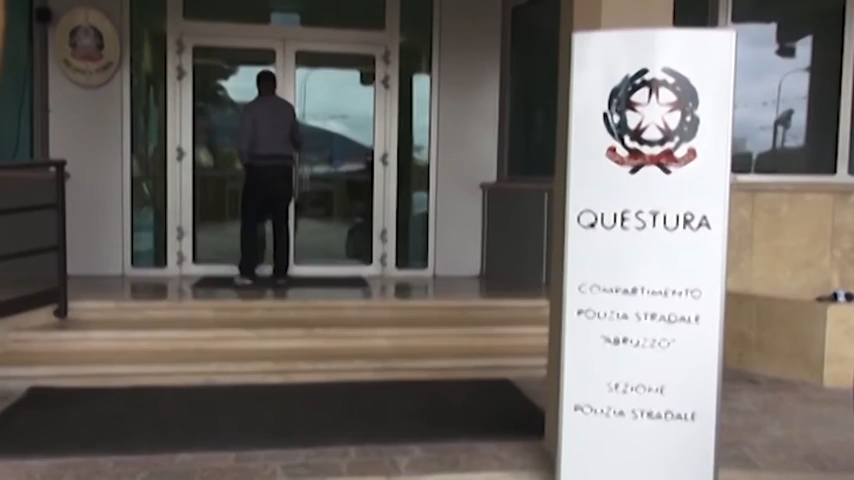 QUESTURA
COMPARTIMENTO
POLIZIA STRADALE
"ABRUZZO"
SEZIONE
POLIZIA STRADALE